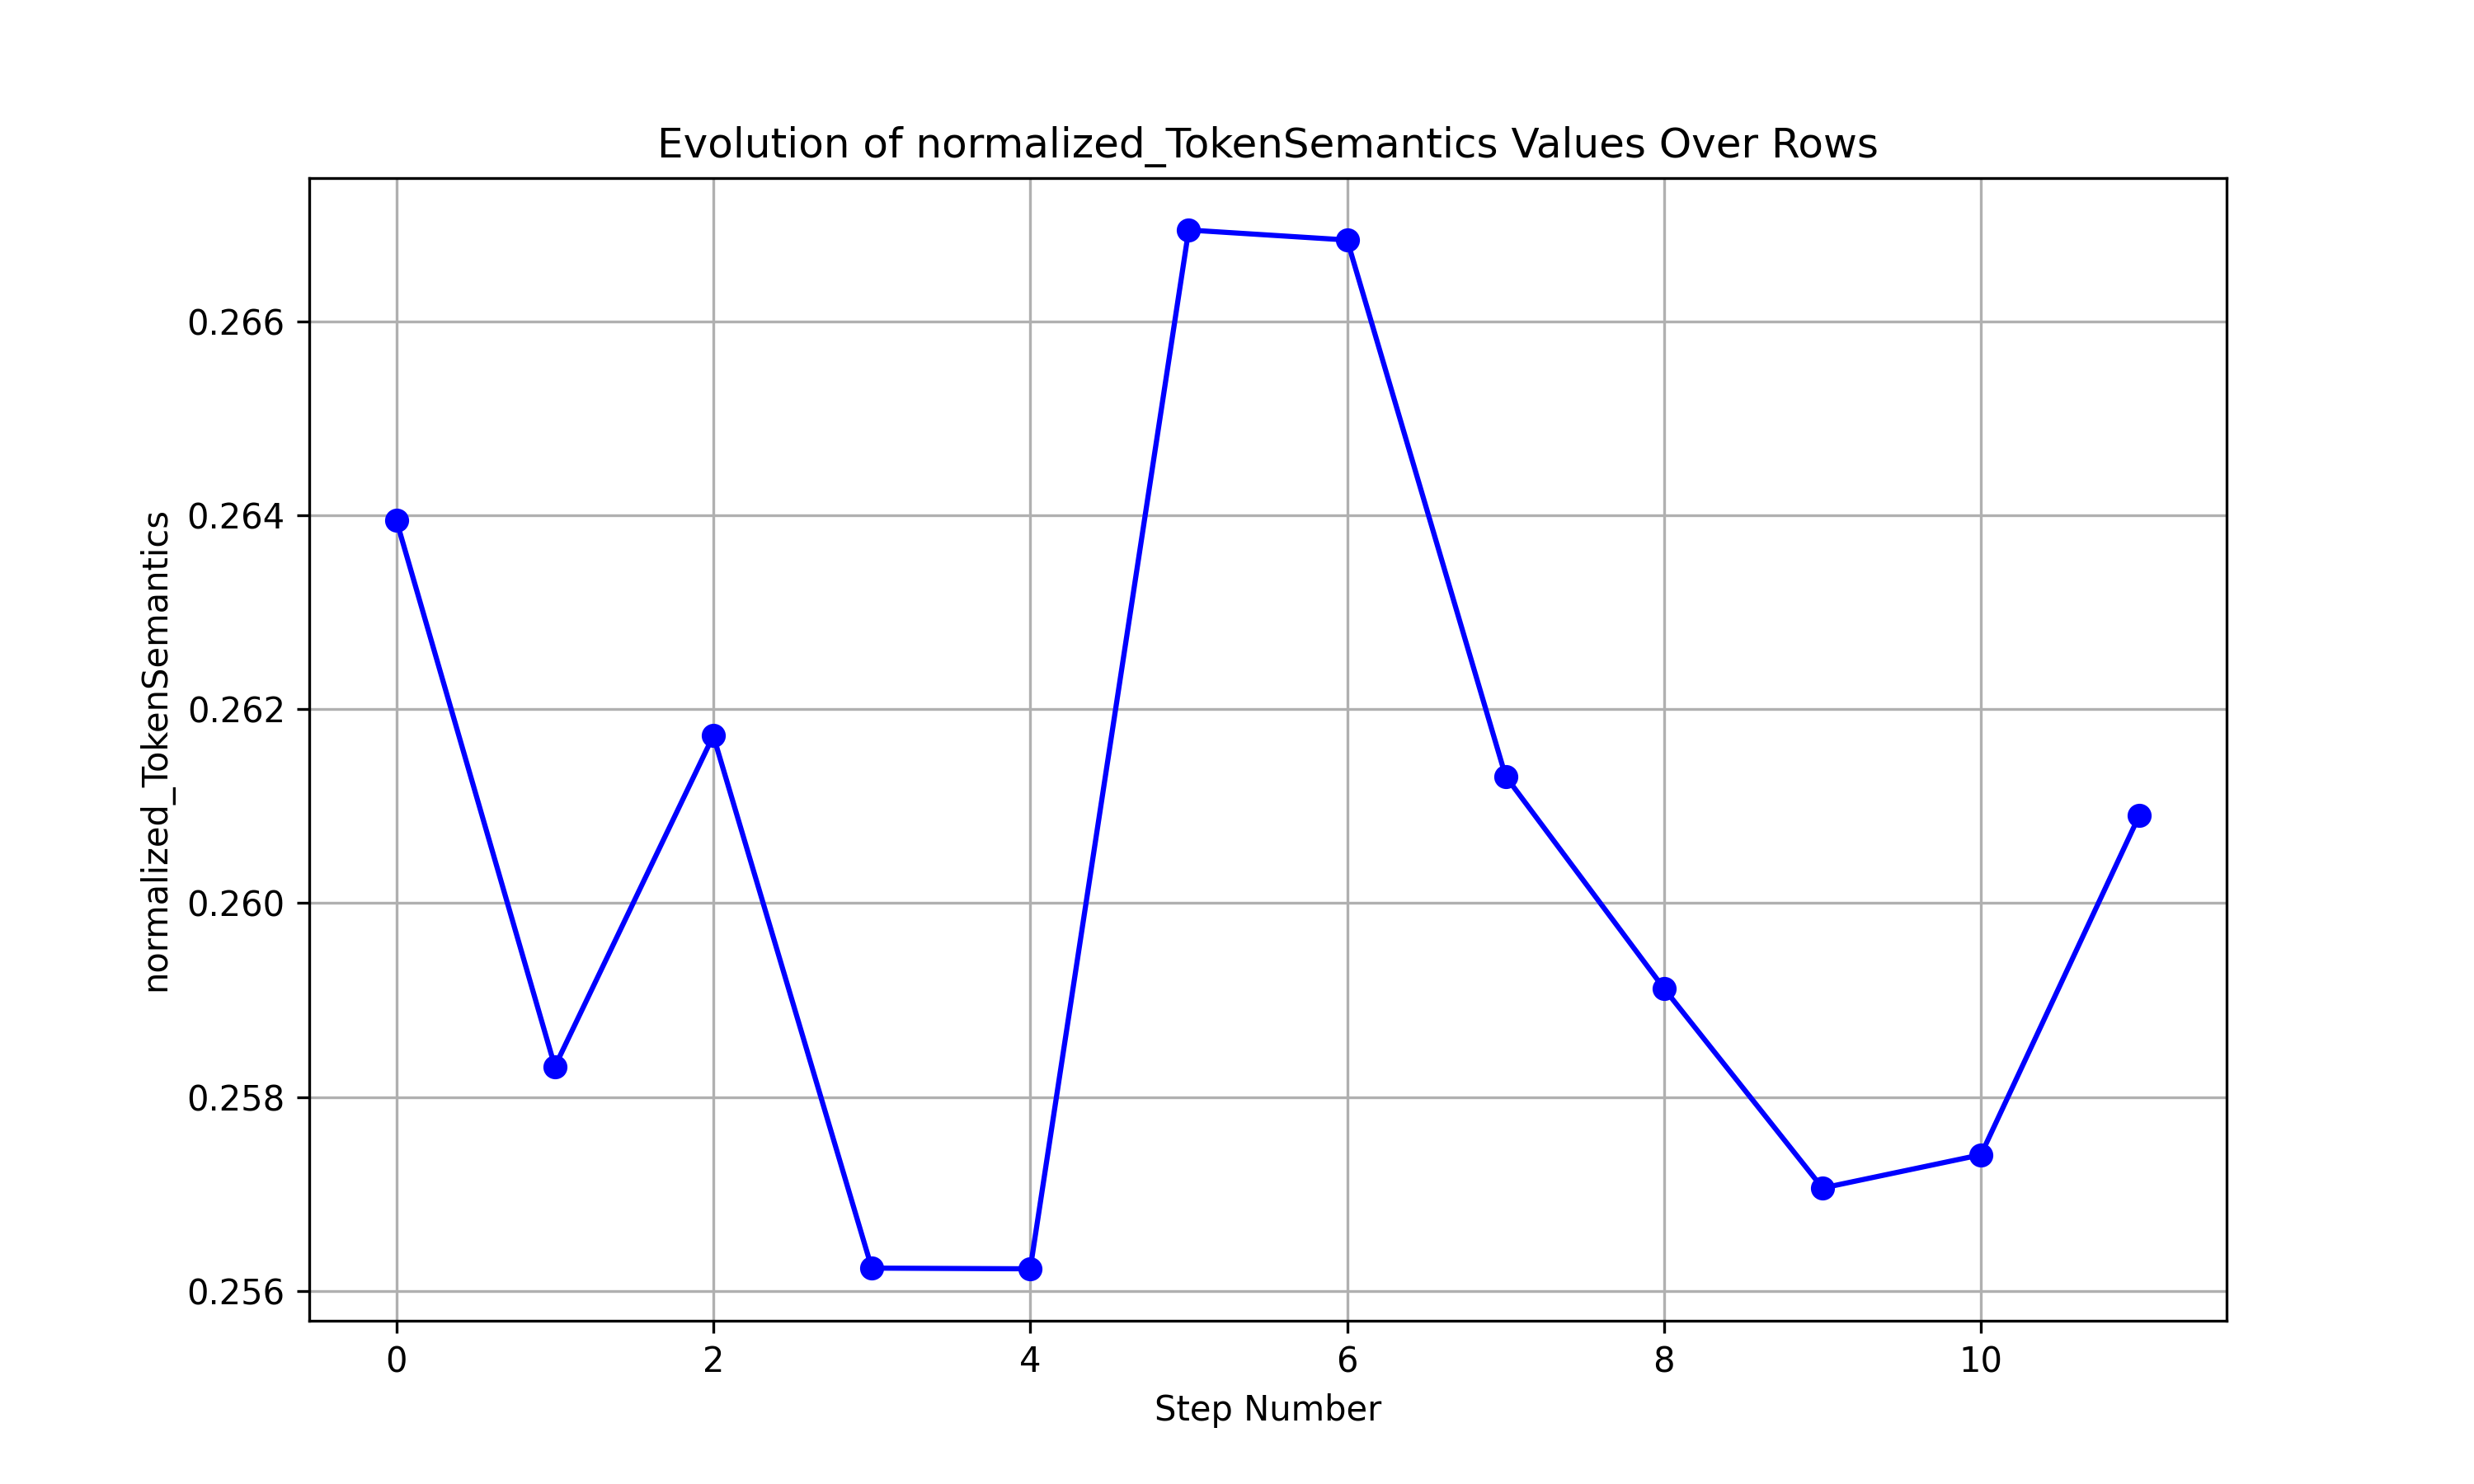 Evolution of normalized_TokenSemantics Values Over Rows
normalized_TokenSemantics
0.266
0.264
0.262
0.260
0.258
0.256
0 2 4 6 8 10
Step Number